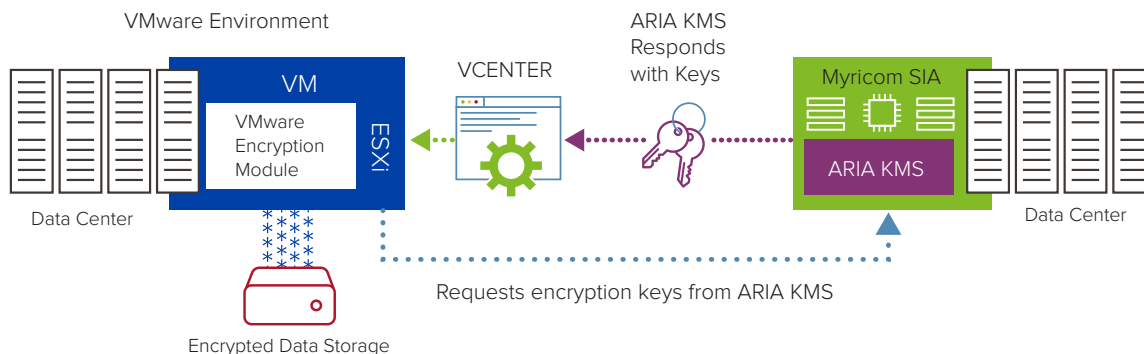 VMware Environment
ARIA KMS
Responds
with Keys
VCENTER
VM
VMware
Encryption
Module
ESXi
Myricom SIA
ARIA KMS
Data Center
Data Center
Requests encryption keys from ARIA KMS
Encrypted Data Storage